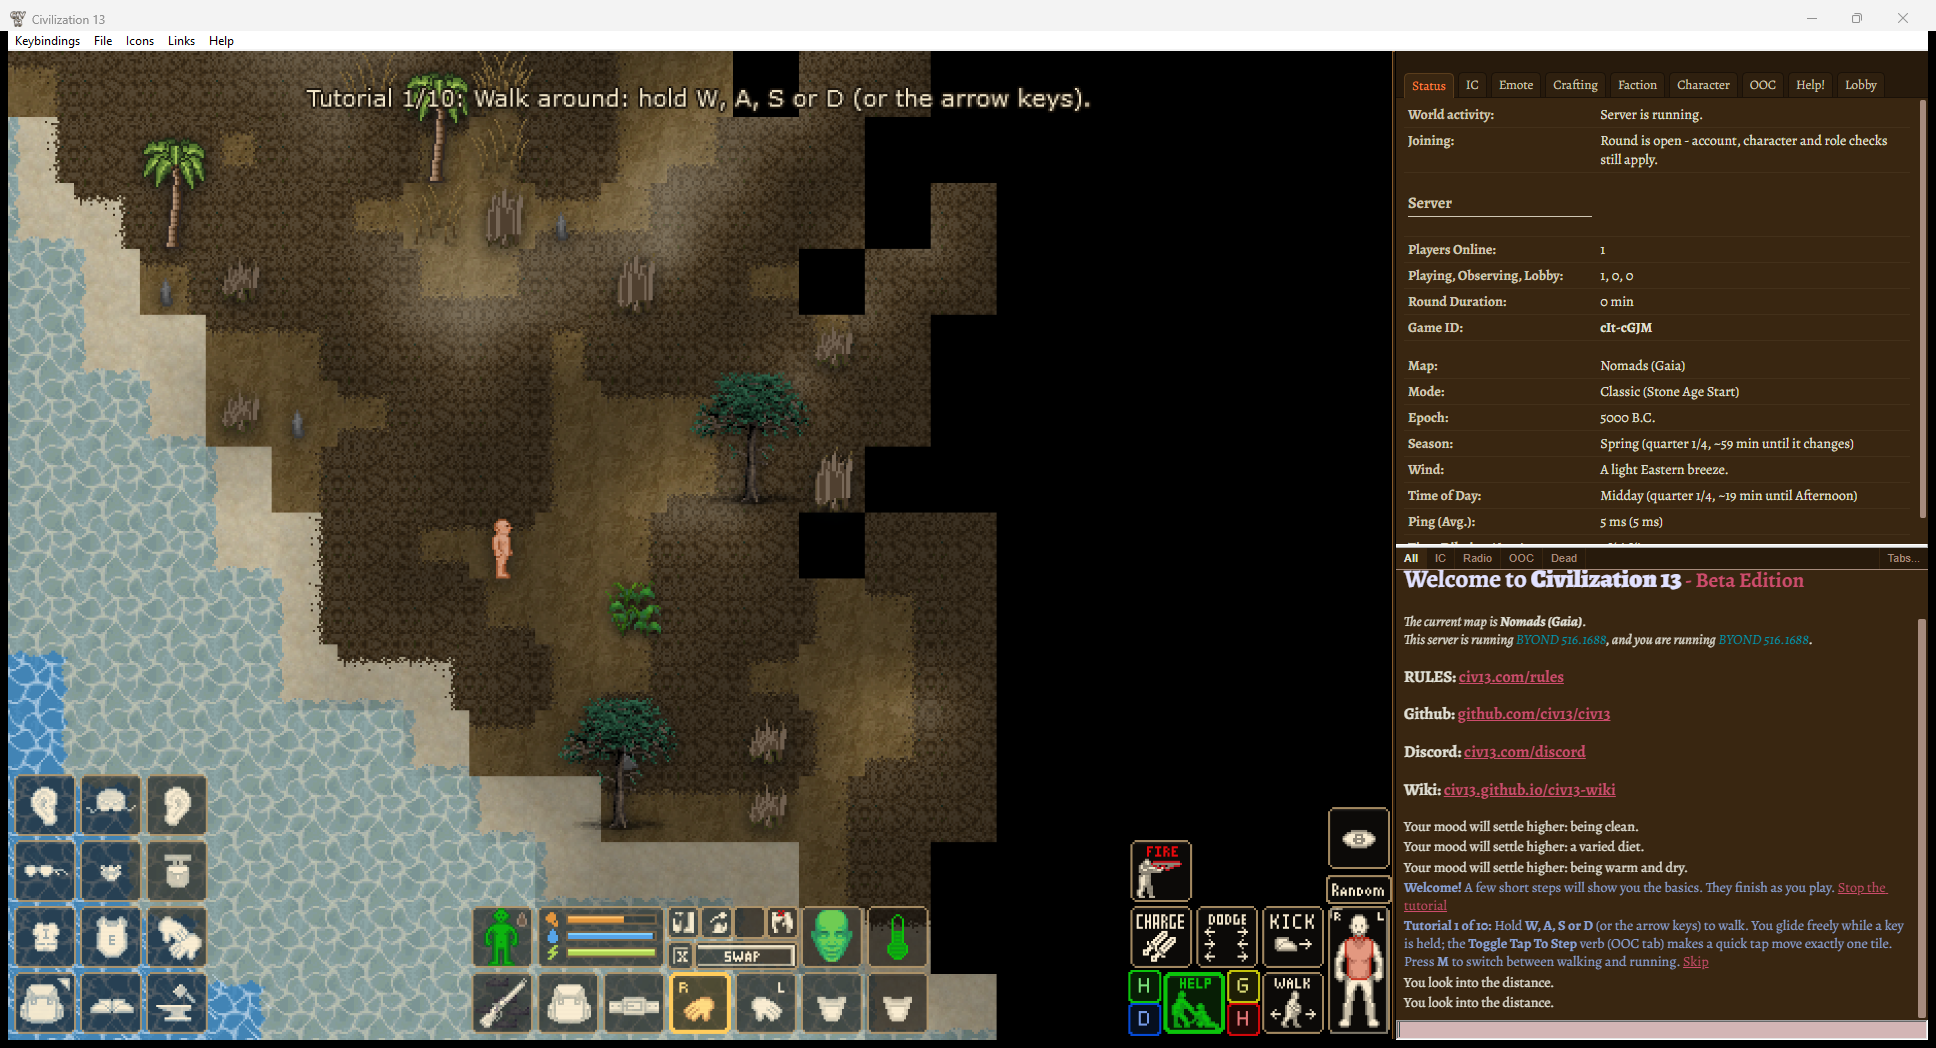 Civilization 13
Keybindings File Icons Links Help
Tutorial 1/10: Walk around: hold W, A, S or D (or the arrow keys).
Status IC Emote Crafting Faction Character OOC Help! Lobby
World activity: Server is running.
Joining: Round is open - account, character and role checks
still apply.
Server
Players Online: 1
Playing, Observing, Lobby: 1, 0, 0
Round Duration: 0 min
Game ID: cIt-cGJM
Map: Nomads (Gaia)
Mode: Classic (Stone Age Start)
Epoch: 5000 B.C.
Season: Spring (quarter 1/4, ~59 min until it changes)
Wind: A light Eastern breeze.
Time of Day: Midday (quarter 1/4, ~19 min until Afternoon)
Ping (Avg.): 5 ms (5 ms)
All IC Radio OOC Dead Tabs...
Welcome to Civilization 13 - Beta Edition
The current map is Nomads (Gaia).
This server is running BYOND 516.1688, and you are running BYOND 516.1688.
RULES: civ13.com/rules
Github: github.com/civ13/civ13
Discord: civ13.com/discord
Wiki: civ13.github.io/civ13-wiki
Your mood will settle higher: being clean.
Your mood will settle higher: a varied diet.
Your mood will settle higher: being warm and dry.
Welcome! A few short steps will show you the basics. They finish as you play. Stop the
tutorial
Tutorial 1 of 10: Hold W, A, S or D (or the arrow keys) to walk. You glide freely while a key
is held; the Toggle Tap To Step verb (OOC tab) makes a quick tap move exactly one tile.
Press M to switch between walking and running. Skip
You look into the distance.
You look into the distance.
FIRE
Random
CHARGE DODGE KICK R L
H HELP G WALK
D H
E
X SWAP
R L